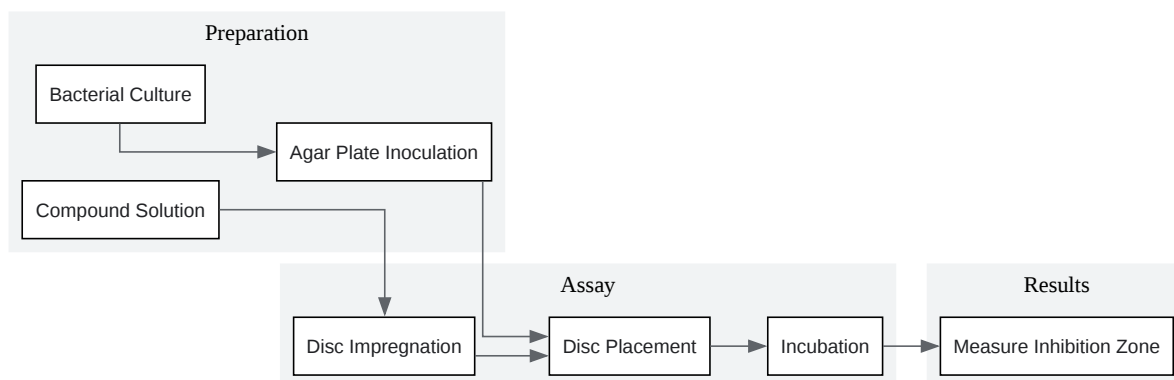 Preparation
Bacterial Culture
Agar Plate Inoculation
Compound Solution
Assay
Results
Disc Impregnation
Disc Placement
Incubation
Measure Inhibition Zone